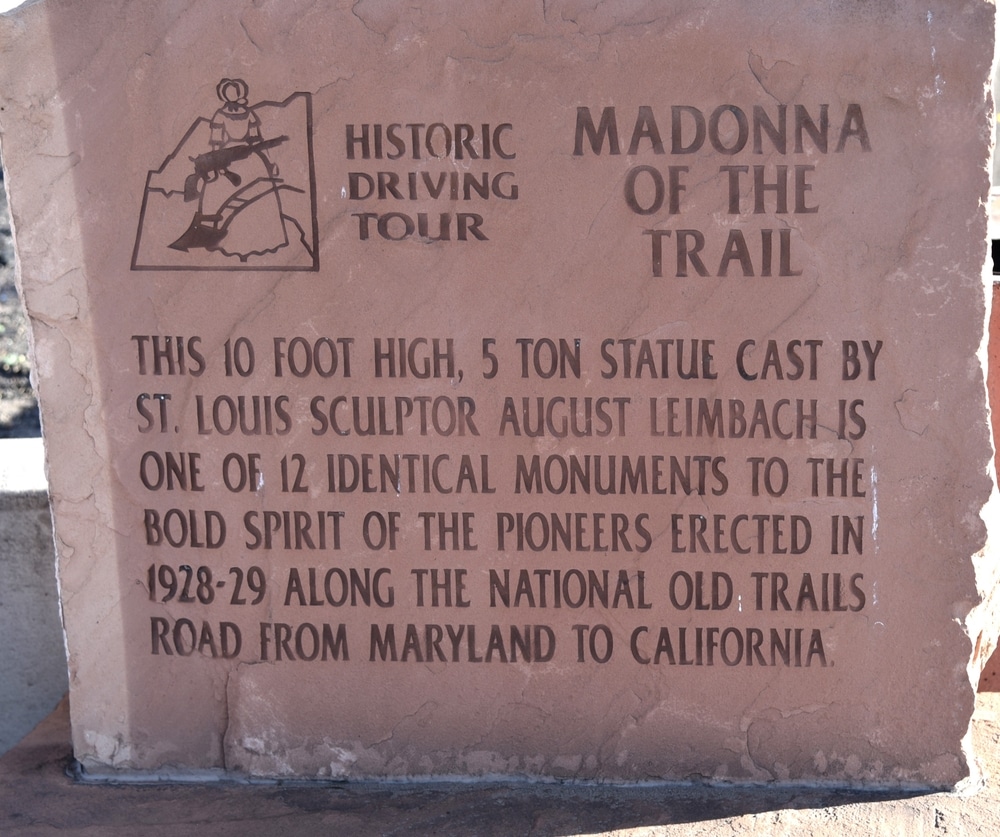 HISTORIC
DRIVING
TOUR
MADONNA
OF THE
TRAIL
THIS 10 FOOT HIGH, 5 TON STATUE CAST BY
ST. LOUIS SCULPTOR AUGUST LEIMBACH IS
ONE OF 12 IDENTICAL MONUMENTS TO THE
BOLD SPIRIT OF THE PIONEERS ERECTED IN
1928-29 ALONG THE NATIONAL OLD TRAILS
ROAD FROM MARYLAND TO CALIFORNIA.